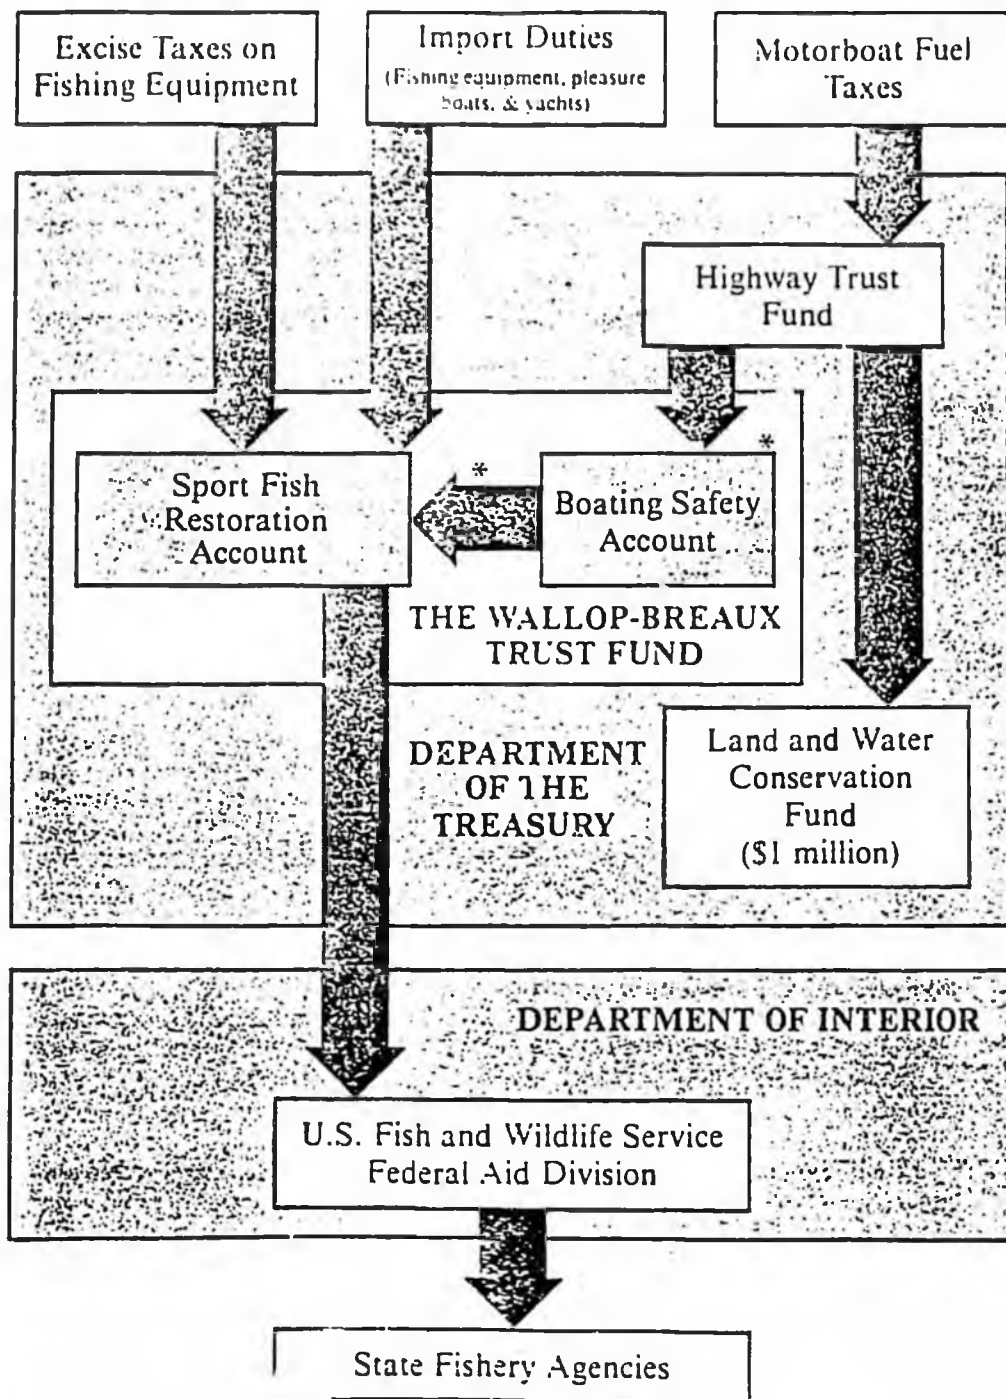 Excise Taxes on
Fishing Equipment
Import Duties
(Fishing equipment, pleasure
boats, & yachts)
Motorboat Fuel
Taxes
Highway Trust
Fund
Sport Fish
Restoration
Account
*
*
Boating Safety
Account
THE WALLOP-BREAUX
TRUST FUND
DEPARTMENT
OF THE
TREASURY
Land and Water
Conservation
Fund
($1 million)
DEPARTMENT OF INTERIOR
U.S. Fish and Wildlife Service
Federal Aid Division
State Fishery Agencies